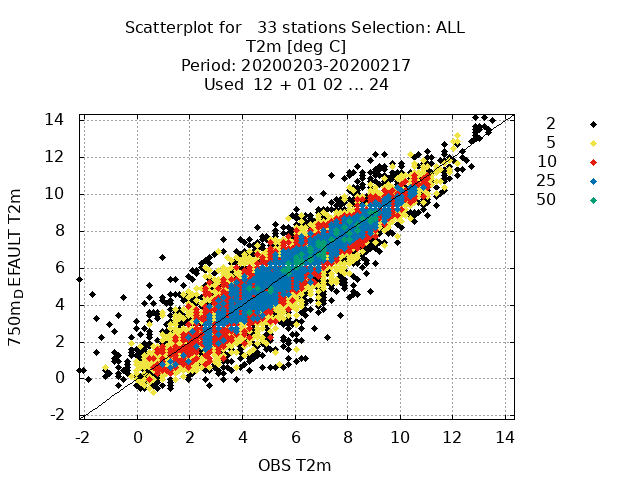 Scatterplot for   33 stations Selection: ALL
T2m [deg C]
Period: 20200203-20200217
Used  12 + 01 02 ... 24
750m_DEFAULT T2m
14
12
10
8
6
4
2
0
-2
-2 0 2 4 6 8 10 12 14
OBS T2m
2
5
10
25
50